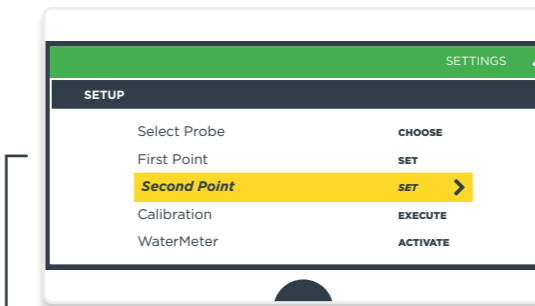 SETTINGS
SETUP
Select Probe CHOOSE
First Point SET
Second Point SET
Calibration EXECUTE
WaterMeter ACTIVATE